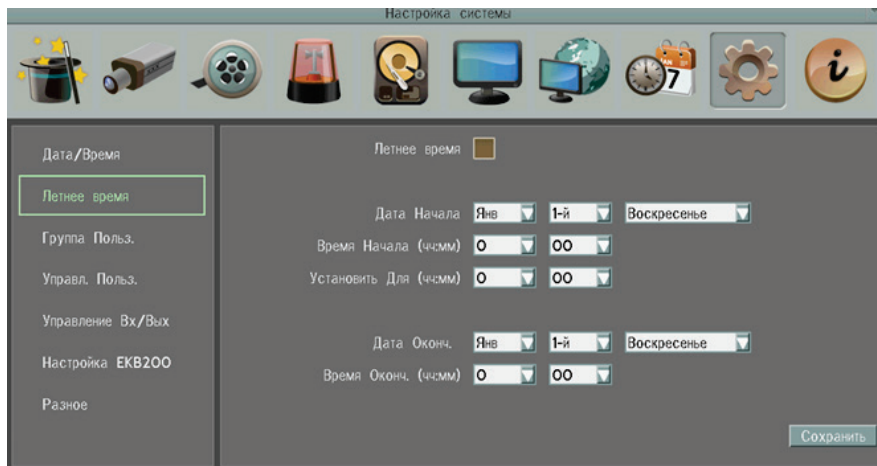 Настройка системы
JAN
7
i
Дата/Время
Летнее время
Группа Польз.
Управл. Польз.
Управление Вх/Вых
Настройка EKB200
Разное
Летнее время
Дата Начала Янв 1-й Воскресенье
Время Начала (чч:мм) 0 00
Установить Для (чч:мм) 0 00
Дата Оконч. Янв 1-й Воскресенье
Время Оконч. (чч:мм) 0 00
Сохранить